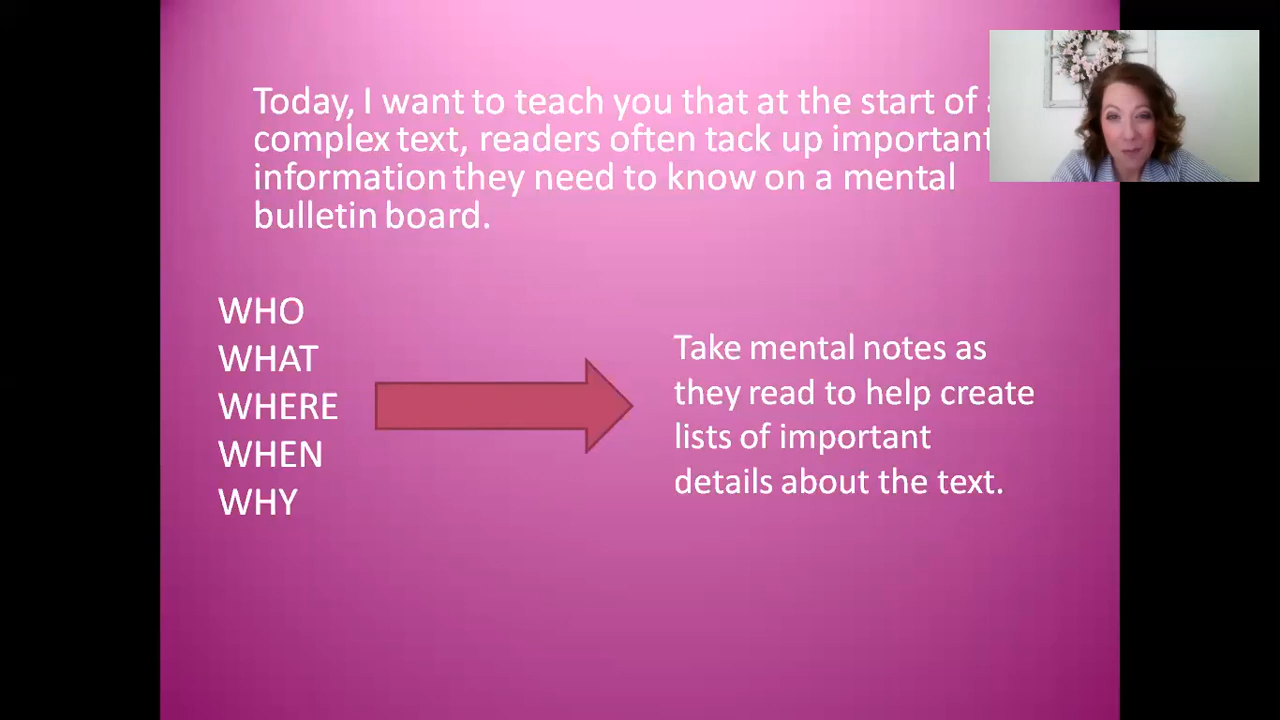 Today, I want to teach you that at the start of
complex text, readers often tack up important
information they need to know on a mental
bulletin board.
WHO
WHAT
WHERE
WHEN
WHY
Take mental notes as
they read to help create
lists of important
details about the text.